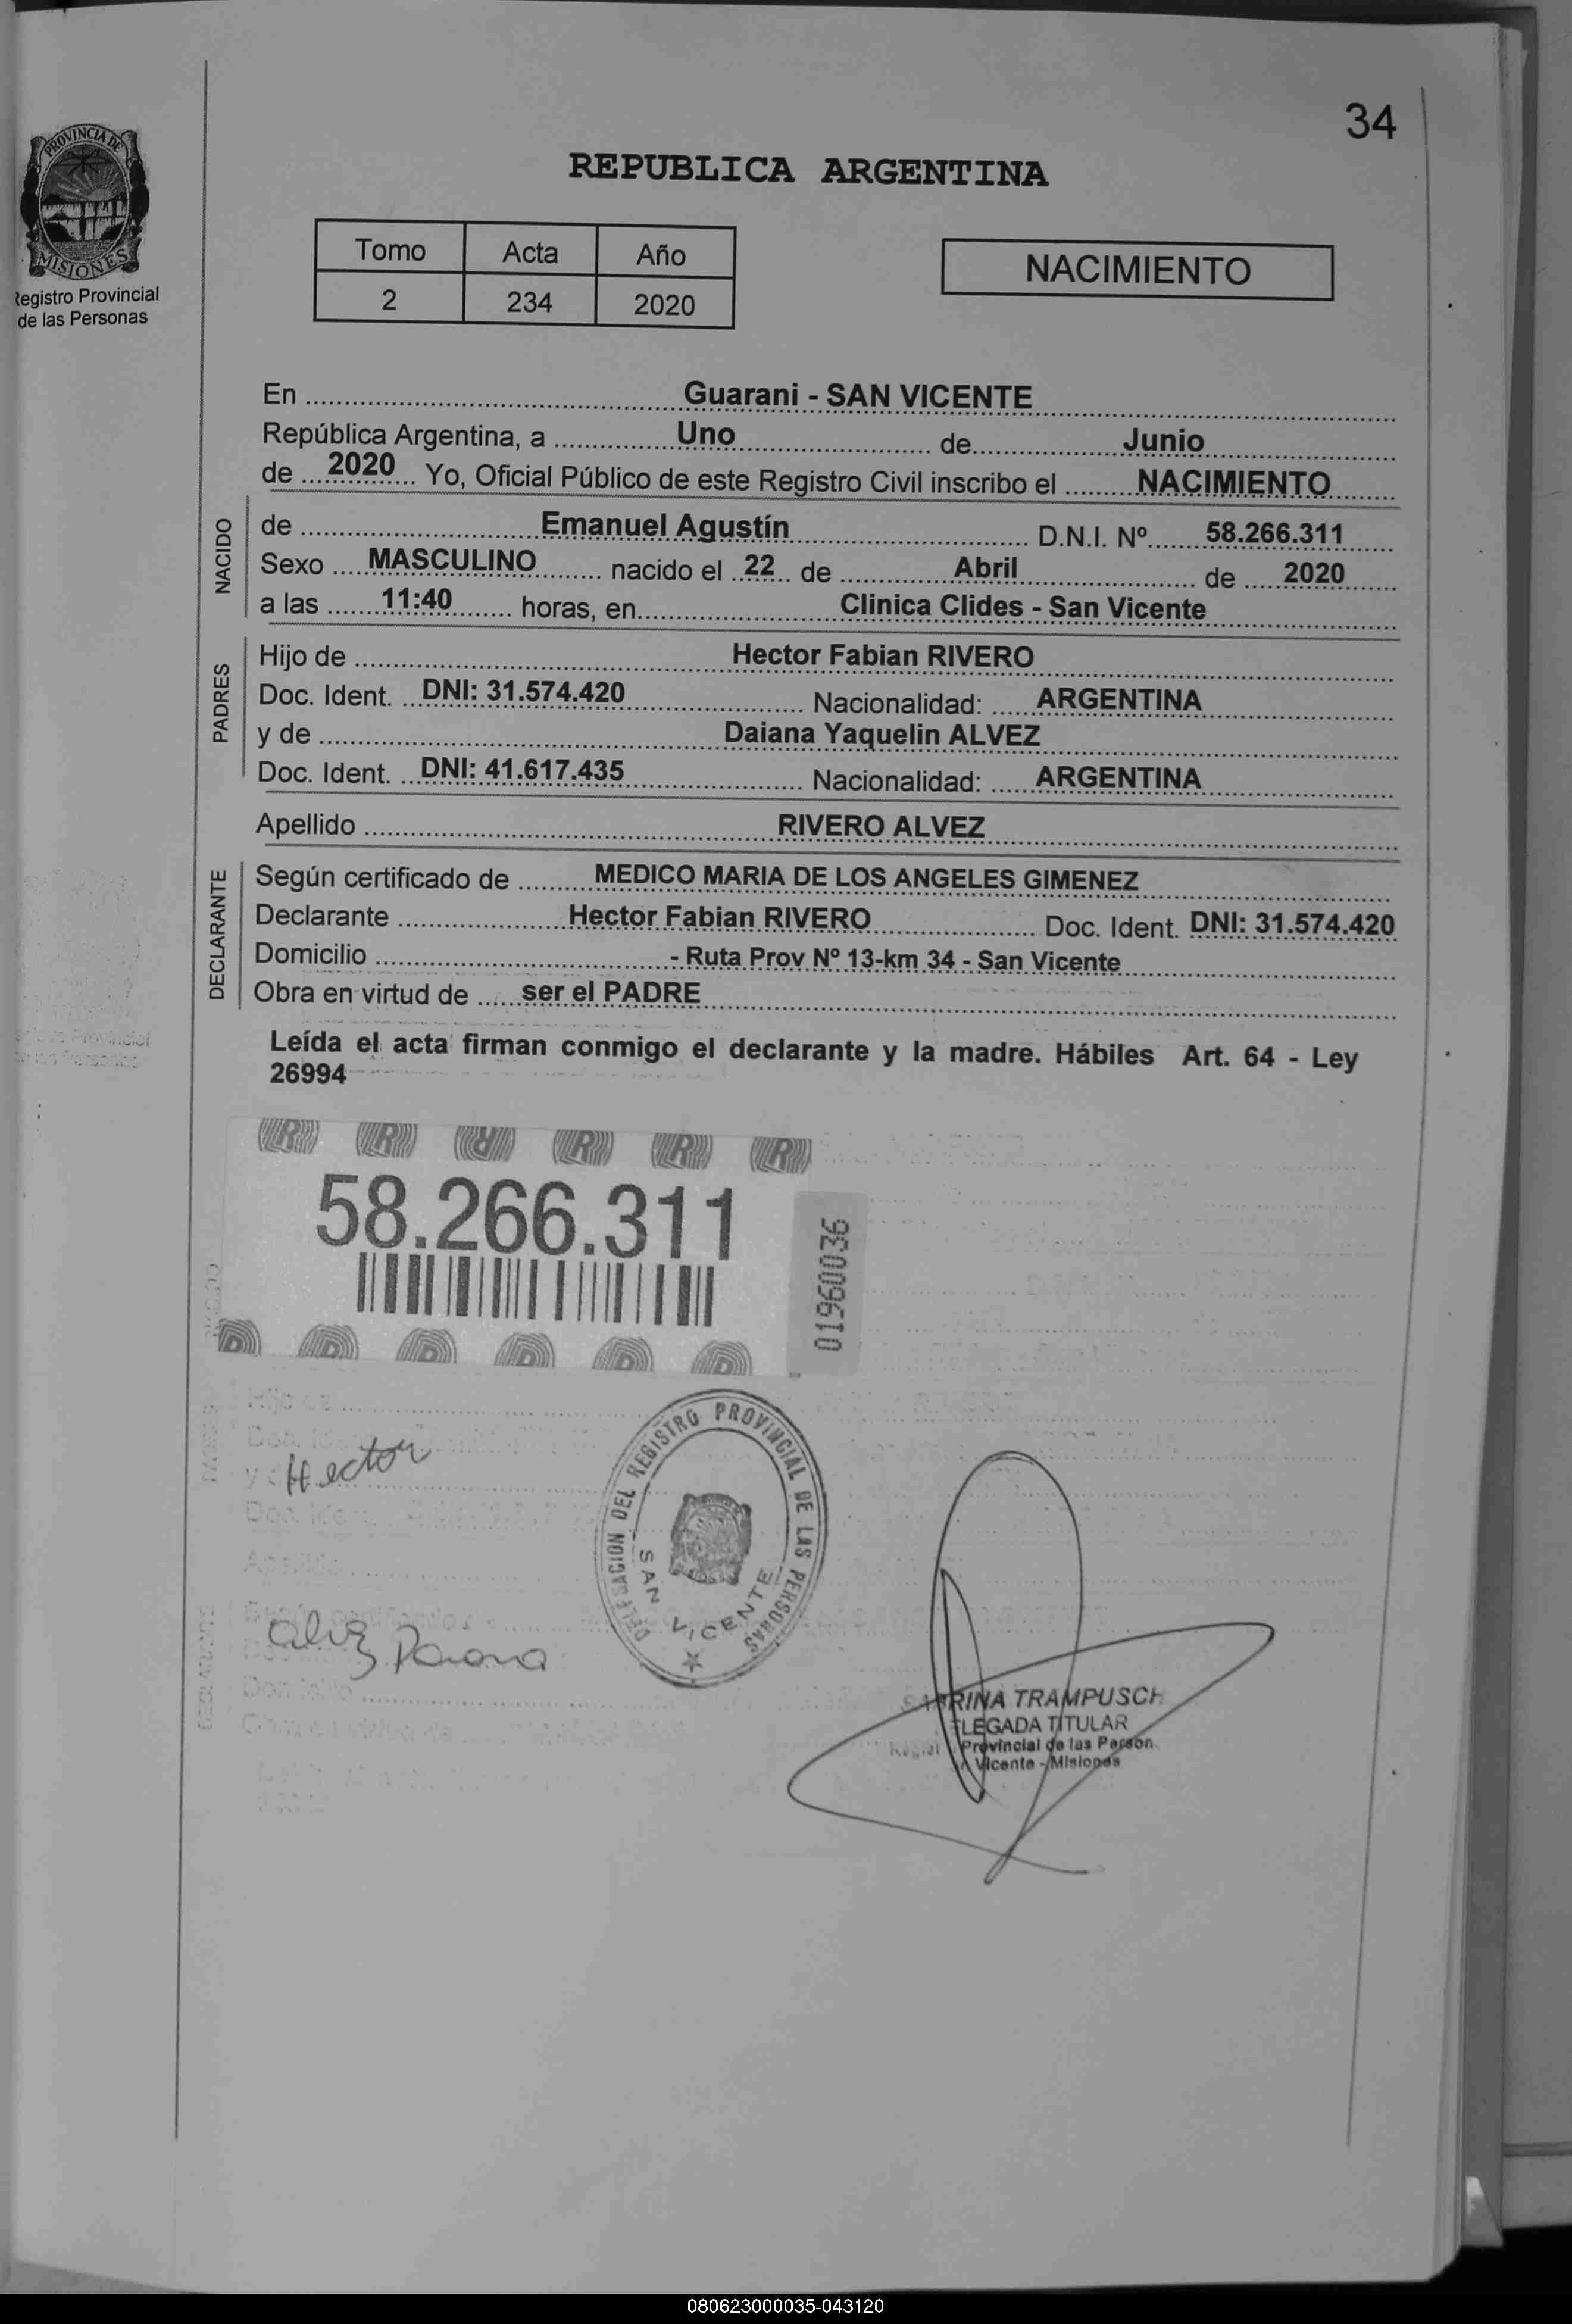 34
PROVINCIA DE
MISIONES
Registro Provincial
de las Personas
REPUBLICA ARGENTINA
Tomo Acta Año
2 234 2020
NACIMIENTO
En Guarani - SAN VICENTE
República Argentina, a Uno de Junio
de 2020 Yo, Oficial Público de este Registro Civil inscribo el NACIMIENTO
NACIDO
de Emanuel Agustín D.N.I. Nº 58.266.311
Sexo MASCULINO nacido el 22 de Abril de 2020
a las 11:40 horas, en Clinica Clides - San Vicente
PADRES
Hijo de Hector Fabian RIVERO
Doc. Ident. DNI: 31.574.420 Nacionalidad: ARGENTINA
y de Daiana Yaquelin ALVEZ
Doc. Ident. DNI: 41.617.435 Nacionalidad: ARGENTINA
Apellido RIVERO ALVEZ
DECLARANTE
Según certificado de MEDICO MARIA DE LOS ANGELES GIMENEZ
Declarante Hector Fabian RIVERO Doc. Ident. DNI: 31.574.420
Domicilio - Ruta Prov Nº 13-km 34 - San Vicente
Obra en virtud de ser el PADRE
Leída el acta firman conmigo el declarante y la madre. Hábiles Art. 64 - Ley
26994
58.266.311
01960036
Hector
DELEGACION DEL REGISTRO PROVINCIAL DE LAS PERSONAS
SAN VICENTE
RINA TRAMPUSCH
LEGADA TITULAR
Provincial de las Person
Vicente - Misiones
080623000035-043120